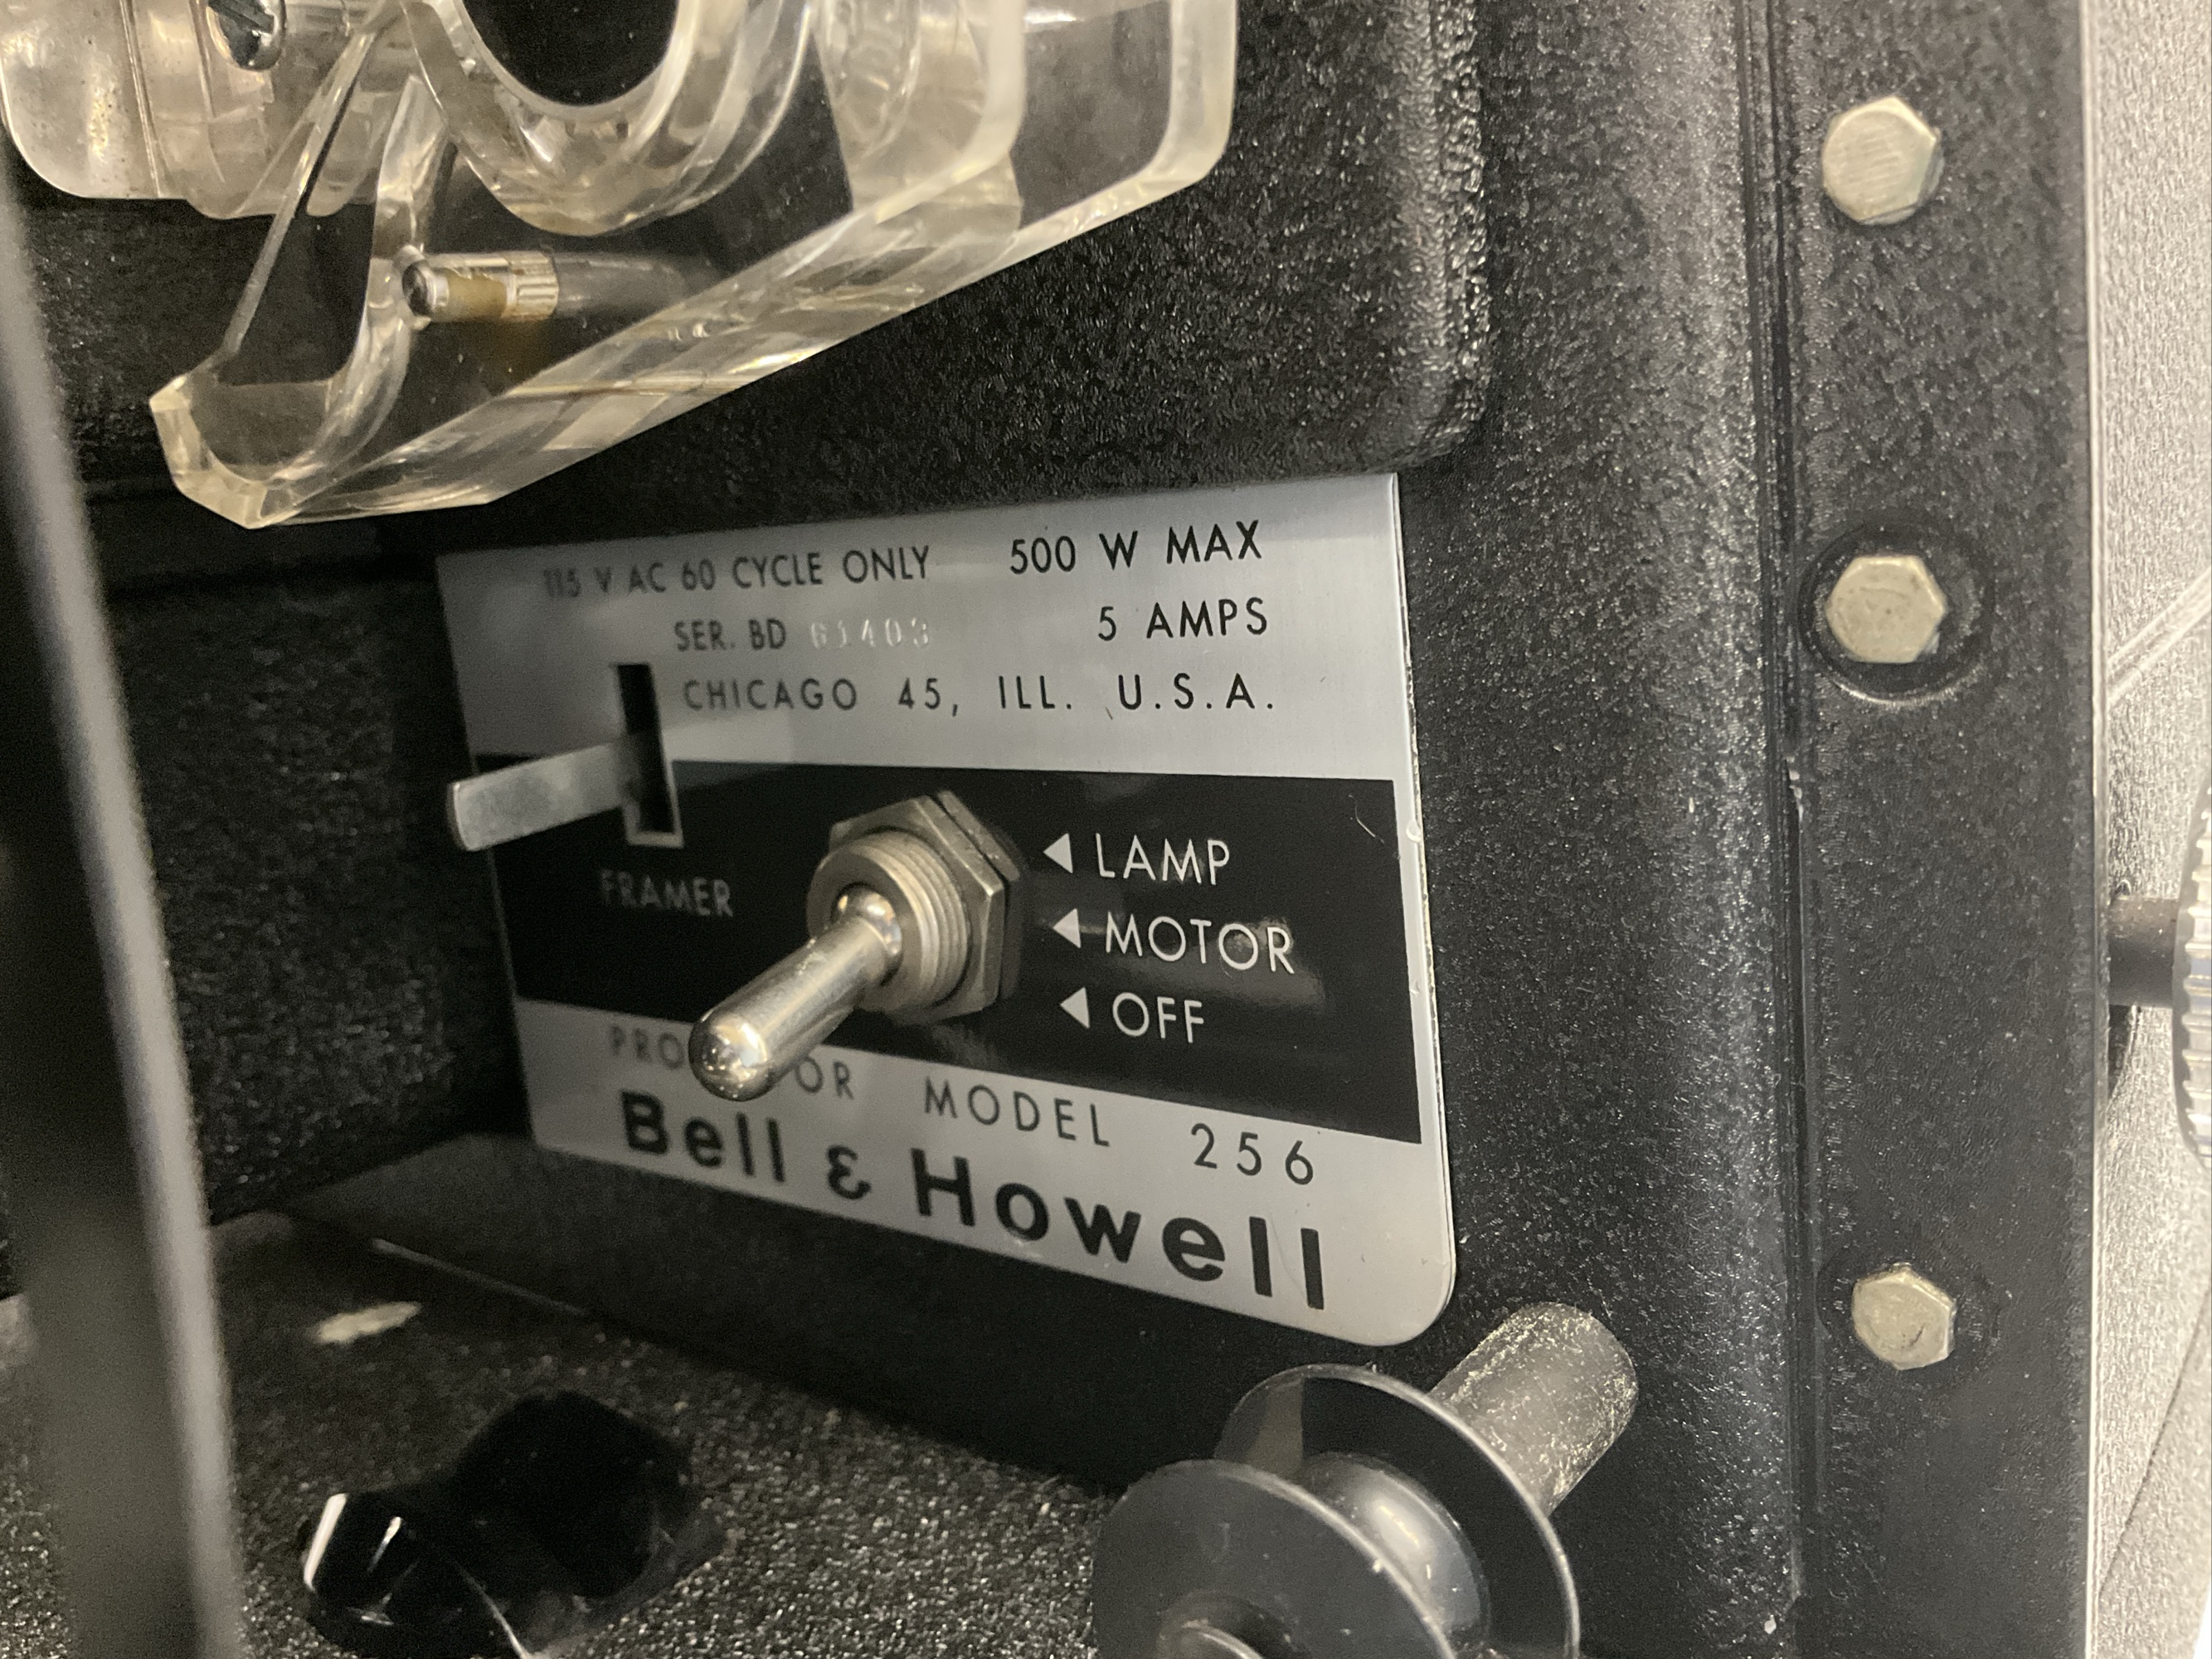 115 V AC 60 CYCLE ONLY 500 W MAX
SER. BD 61403 5 AMPS
CHICAGO 45, ILL. U.S.A.
LAMP
FRAMER
MOTOR
OFF
MODEL 256
Bell & Howell